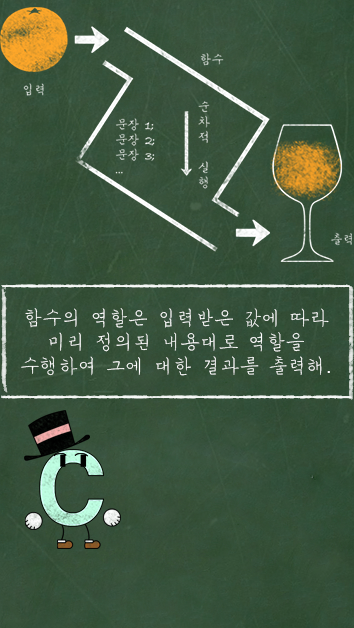 함수
입력
순차적 실행
문장 1;
문장 2;
문장 3;
...
출력
함수의 역할은 입력받은 값에 따라
미리 정의된 내용대로 역할을
수행하여 그에 대한 결과를 출력해.
C